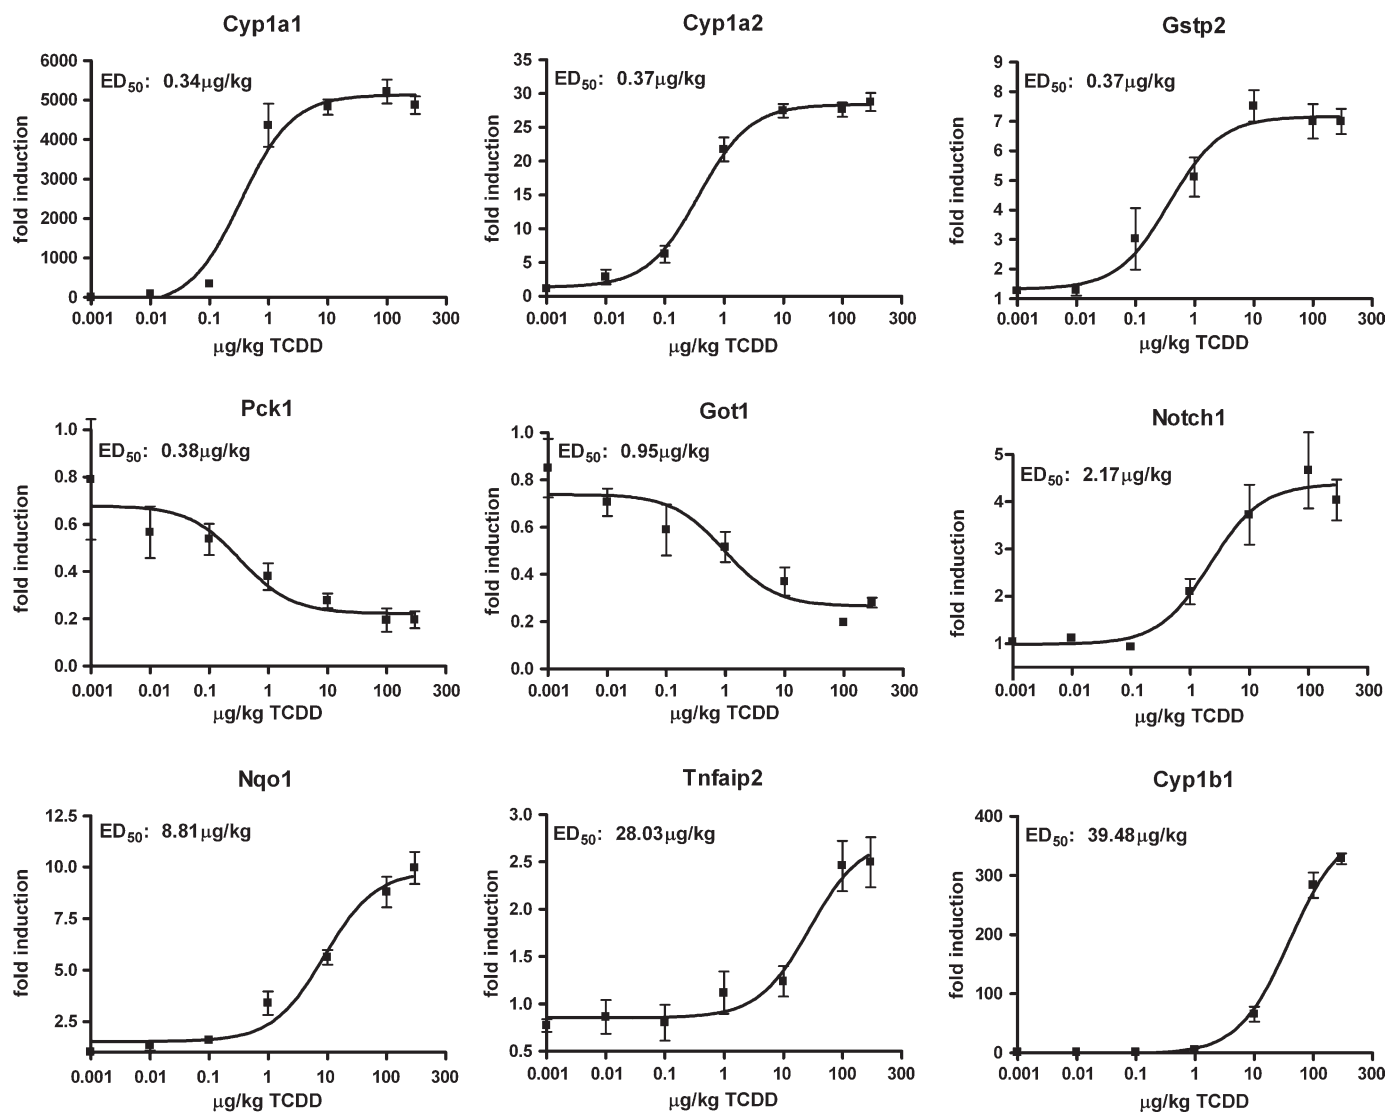 Cyp1a1
ED50: 0.34µg/kg
fold induction
6000
5000
4000
3000
2000
1000
0
0.001 0.01 0.1 1 10 100 300
µg/kg TCDD
Cyp1a2
ED50: 0.37µg/kg
fold induction
35
30
25
20
15
10
5
0
0.001 0.01 0.1 1 10 100 300
µg/kg TCDD
Gstp2
ED50: 0.37µg/kg
fold induction
9
8
7
6
5
4
3
2
1
0.001 0.01 0.1 1 10 100 300
µg/kg TCDD
Pck1
ED50: 0.38µg/kg
fold induction
1.0
0.8
0.6
0.4
0.2
0.0
0.001 0.01 0.1 1 10 100 300
µg/kg TCDD
Got1
ED50: 0.95µg/kg
fold induction
1.0
0.8
0.6
0.4
0.2
0.0
0.001 0.01 0.1 1 10 100 300
µg/kg TCDD
Notch1
ED50: 2.17µg/kg
fold induction
5
4
3
2
1
0.001 0.01 0.1 1 10 100 300
µg/kg TCDD
Nqo1
ED50: 8.81µg/kg
fold induction
12.5
10.0
7.5
5.0
2.5
0.001 0.01 0.1 1 10 100 300
µg/kg TCDD
Tnfaip2
ED50: 28.03µg/kg
fold induction
3.0
2.5
2.0
1.5
1.0
0.5
0.001 0.01 0.1 1 10 100 300
µg/kg TCDD
Cyp1b1
ED50: 39.48µg/kg
fold induction
400
300
200
100
0
0.001 0.01 0.1 1 10 100 300
µg/kg TCDD